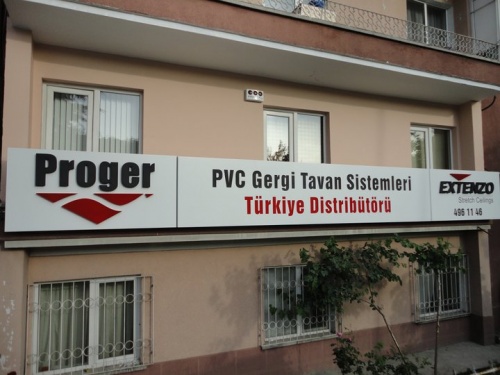 Proger
PVC Gergi Tavan Sistemleri
Türkiye Distribütörü
EXTENZO
Stretch Ceilings
496 11 46